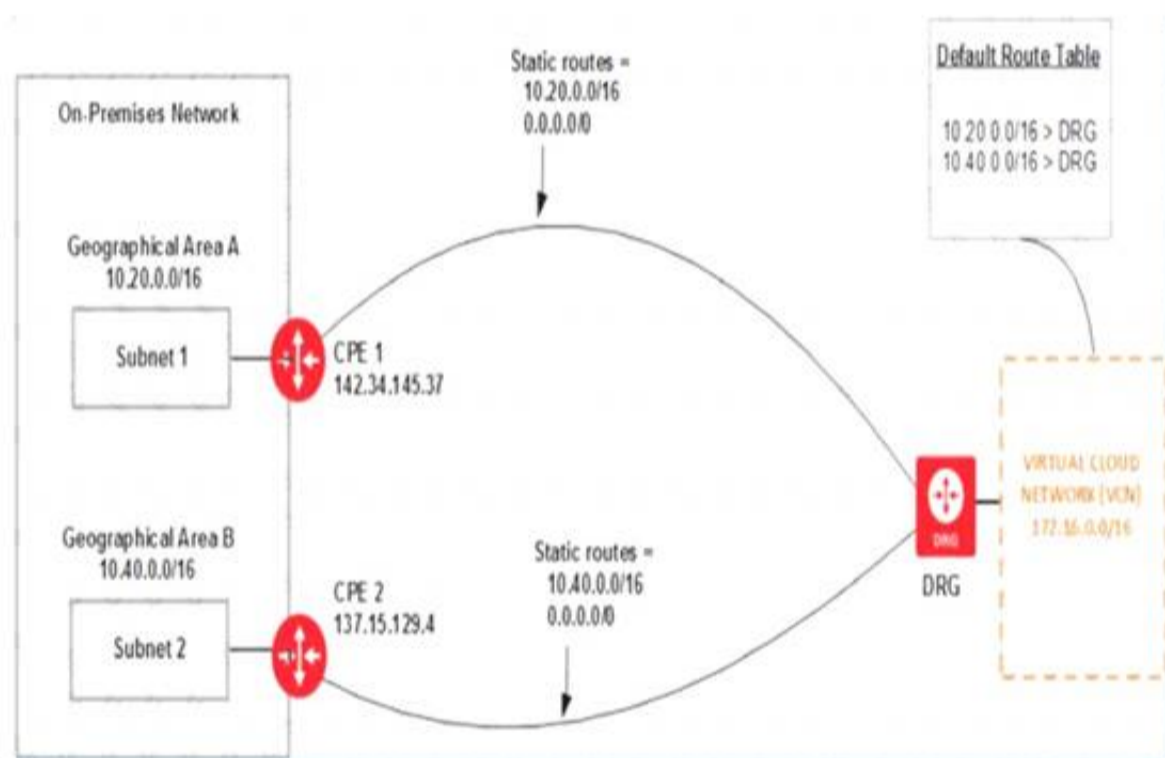 On-Premises Network
Geographical Area A
10.20.0.0/16
Subnet 1
CPE 1
142.34.145.37
Geographical Area B
10.40.0.0/16
Subnet 2
CPE 2
137.15.129.4
Static routes =
10.20.0.0/16
0.0.0.0/0
Static routes =
10.40.0.0/16
0.0.0.0/0
DRG
DRG
Default Route Table
10.20.0.0/16 > DRG
10.40.0.0/16 > DRG
VIRTUAL CLOUD
NETWORK (VCN)
172.16.0.0/16